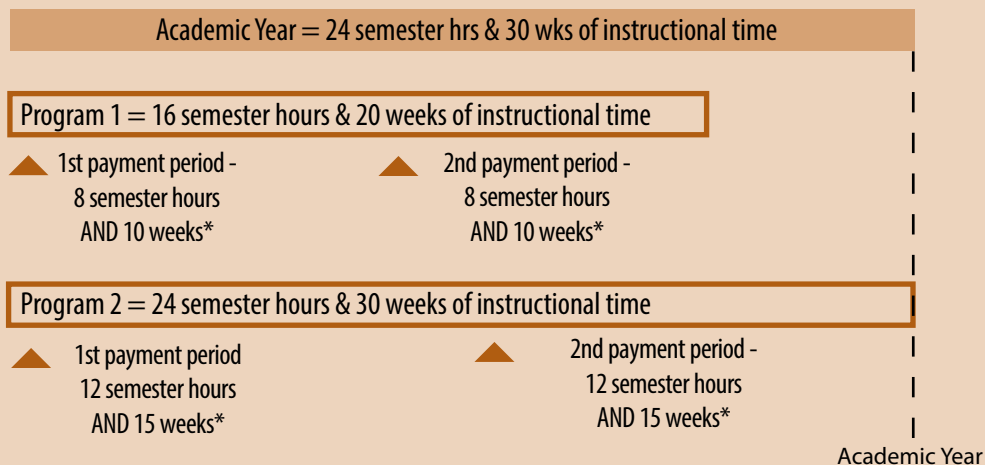 Academic Year = 24 semester hrs & 30 wks of instructional time
Program 1 = 16 semester hours & 20 weeks of instructional time
1st payment period -
8 semester hours
AND 10 weeks*
2nd payment period -
8 semester hours
AND 10 weeks*
Program 2 = 24 semester hours & 30 weeks of instructional time
1st payment period
12 semester hours
AND 15 weeks*
2nd payment period -
12 semester hours
AND 15 weeks*
Academic Year